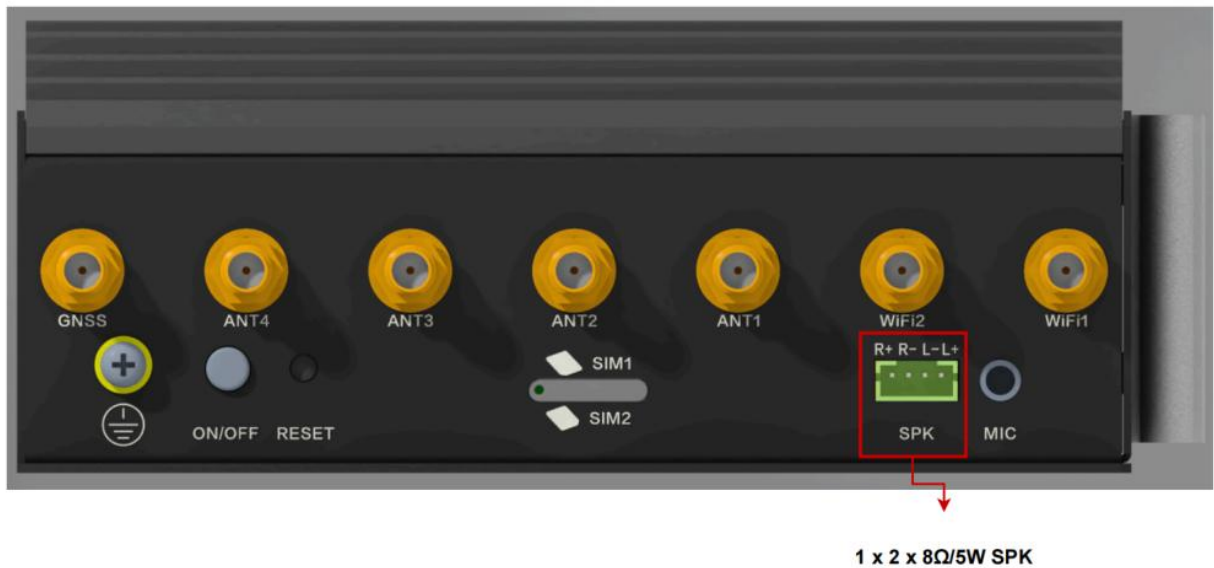 GNSS ANT4 ANT3 ANT2 ANT1 WiFi2 WiFi1
R+ R- L-L+
SIM1
SIM2
ON/OFF RESET
SPK MIC
1 x 2 x 8Ω/5W SPK